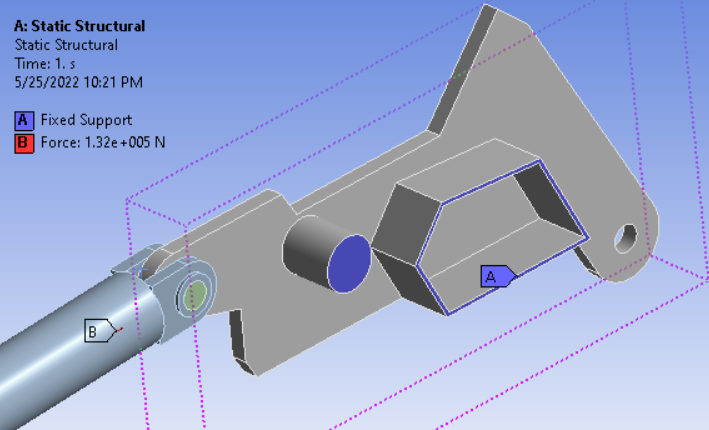 A: Static Structural
Static Structural
Time: 1. s
5/25/2022 10:21 PM
A Fixed Support
B Force: 1.32e+005 N
A
B